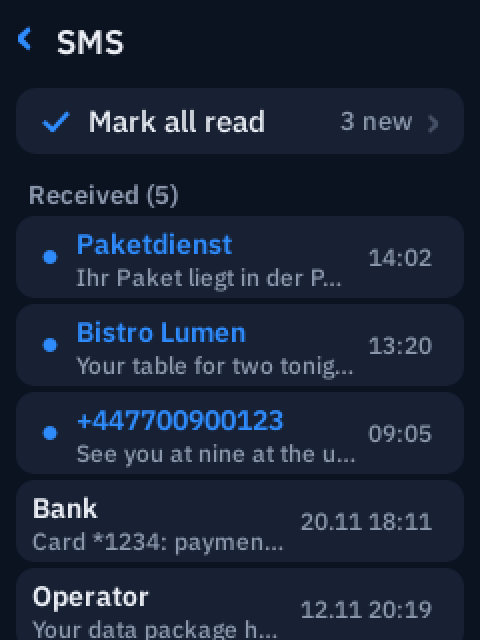 SMS
Mark all read 3 new
Received (5)
Paketdienst
Ihr Paket liegt in der P... 14:02
Bistro Lumen
Your table for two tonig... 13:20
+447700900123
See you at nine at the u... 09:05
Bank
Card *1234: paymen... 20.11 18:11
Operator
Your data package h... 12.11 20:19